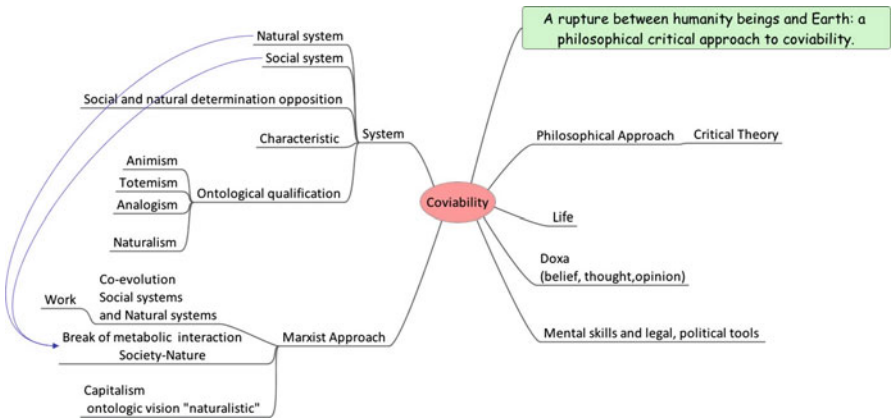 A rupture between humanity beings and Earth: a
philosophical critical approach to coviability.
Natural system
Social system
Social and natural determination opposition
Characteristic
System
Animism
Totemism
Analogism
Naturalism
Ontological qualification
Philosophical Approach
Critical Theory
Coviability
Life
Doxa
(belief, thought,opinion)
Mental skills and legal, political tools
Work
Co-evolution
Social systems
and Natural systems
Break of metabolic interaction
Society-Nature
Marxist Approach
Capitalism
ontologic vision "naturalistic"